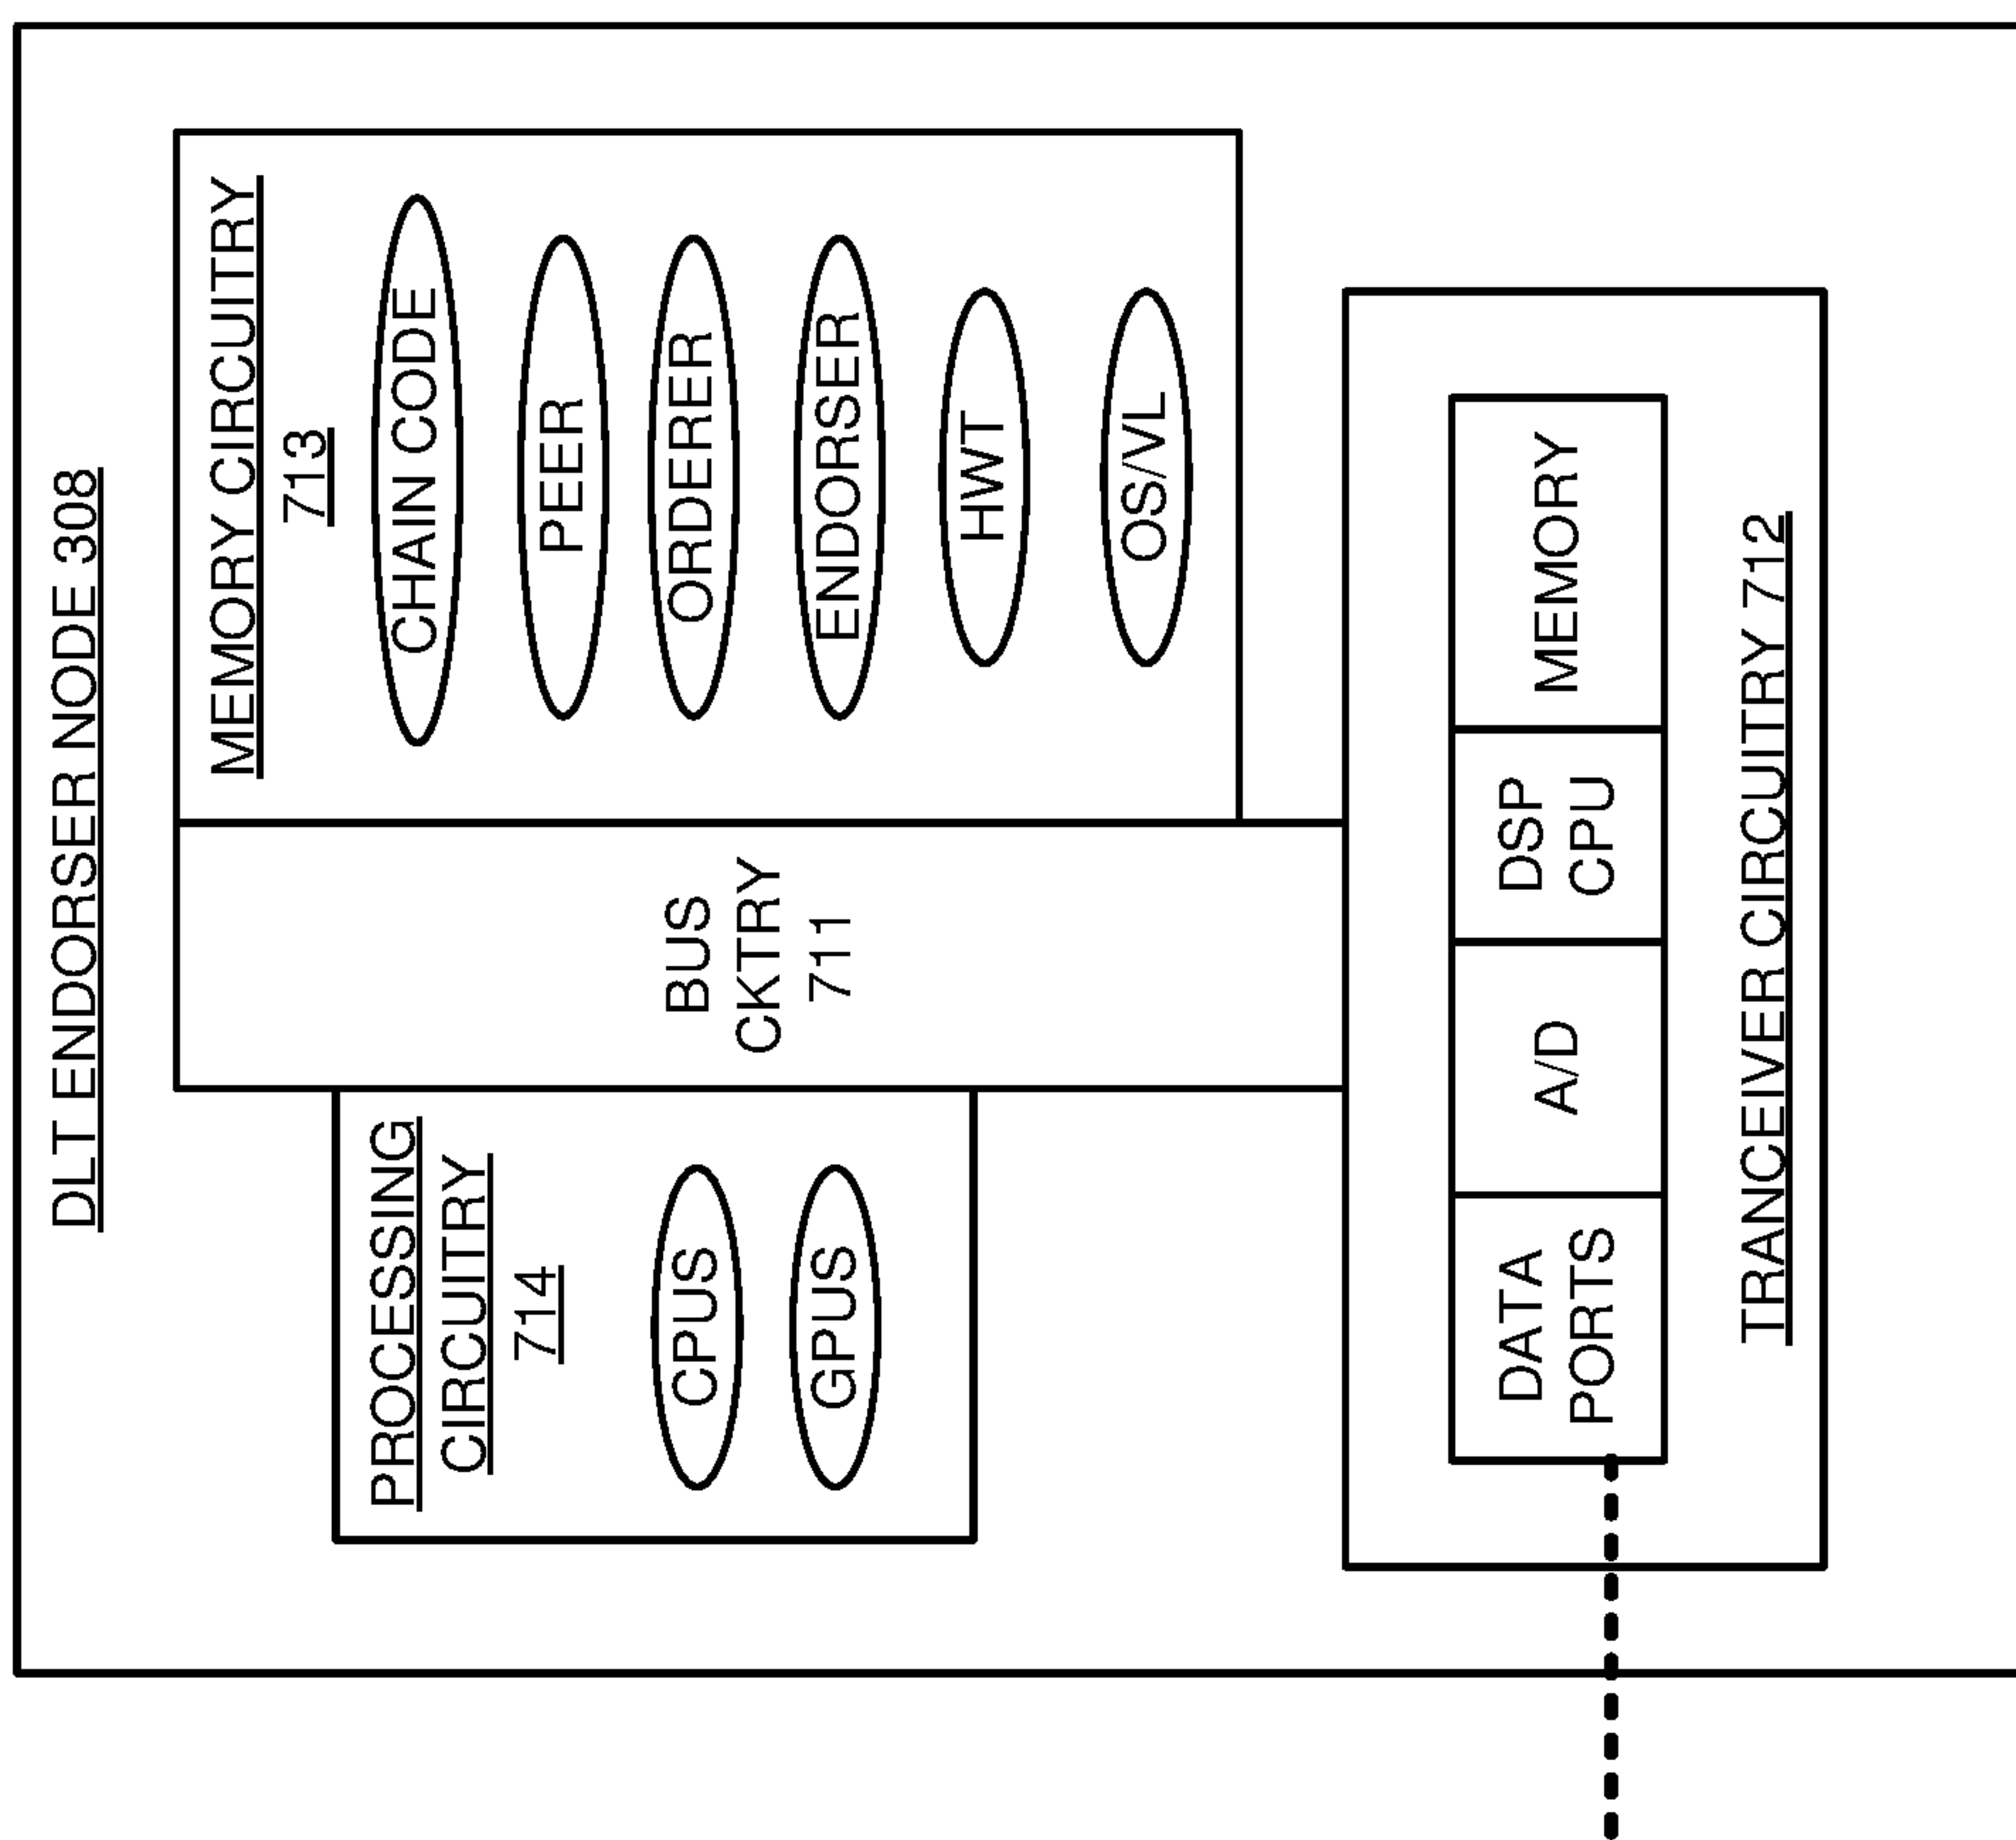 DLT ENDORSER NODE 308
PROCESSING
CIRCUITRY
714
CPUS
GPUS
BUS
CKTRY
711
MEMORY CIRCUITRY
713
CHAIN CODE
PEER
ORDERER
ENDORSER
HWT
OS/VL
DATA
PORTS
A/D
DSP
CPU
MEMORY
TRANCEIVER CIRCUITRY 712